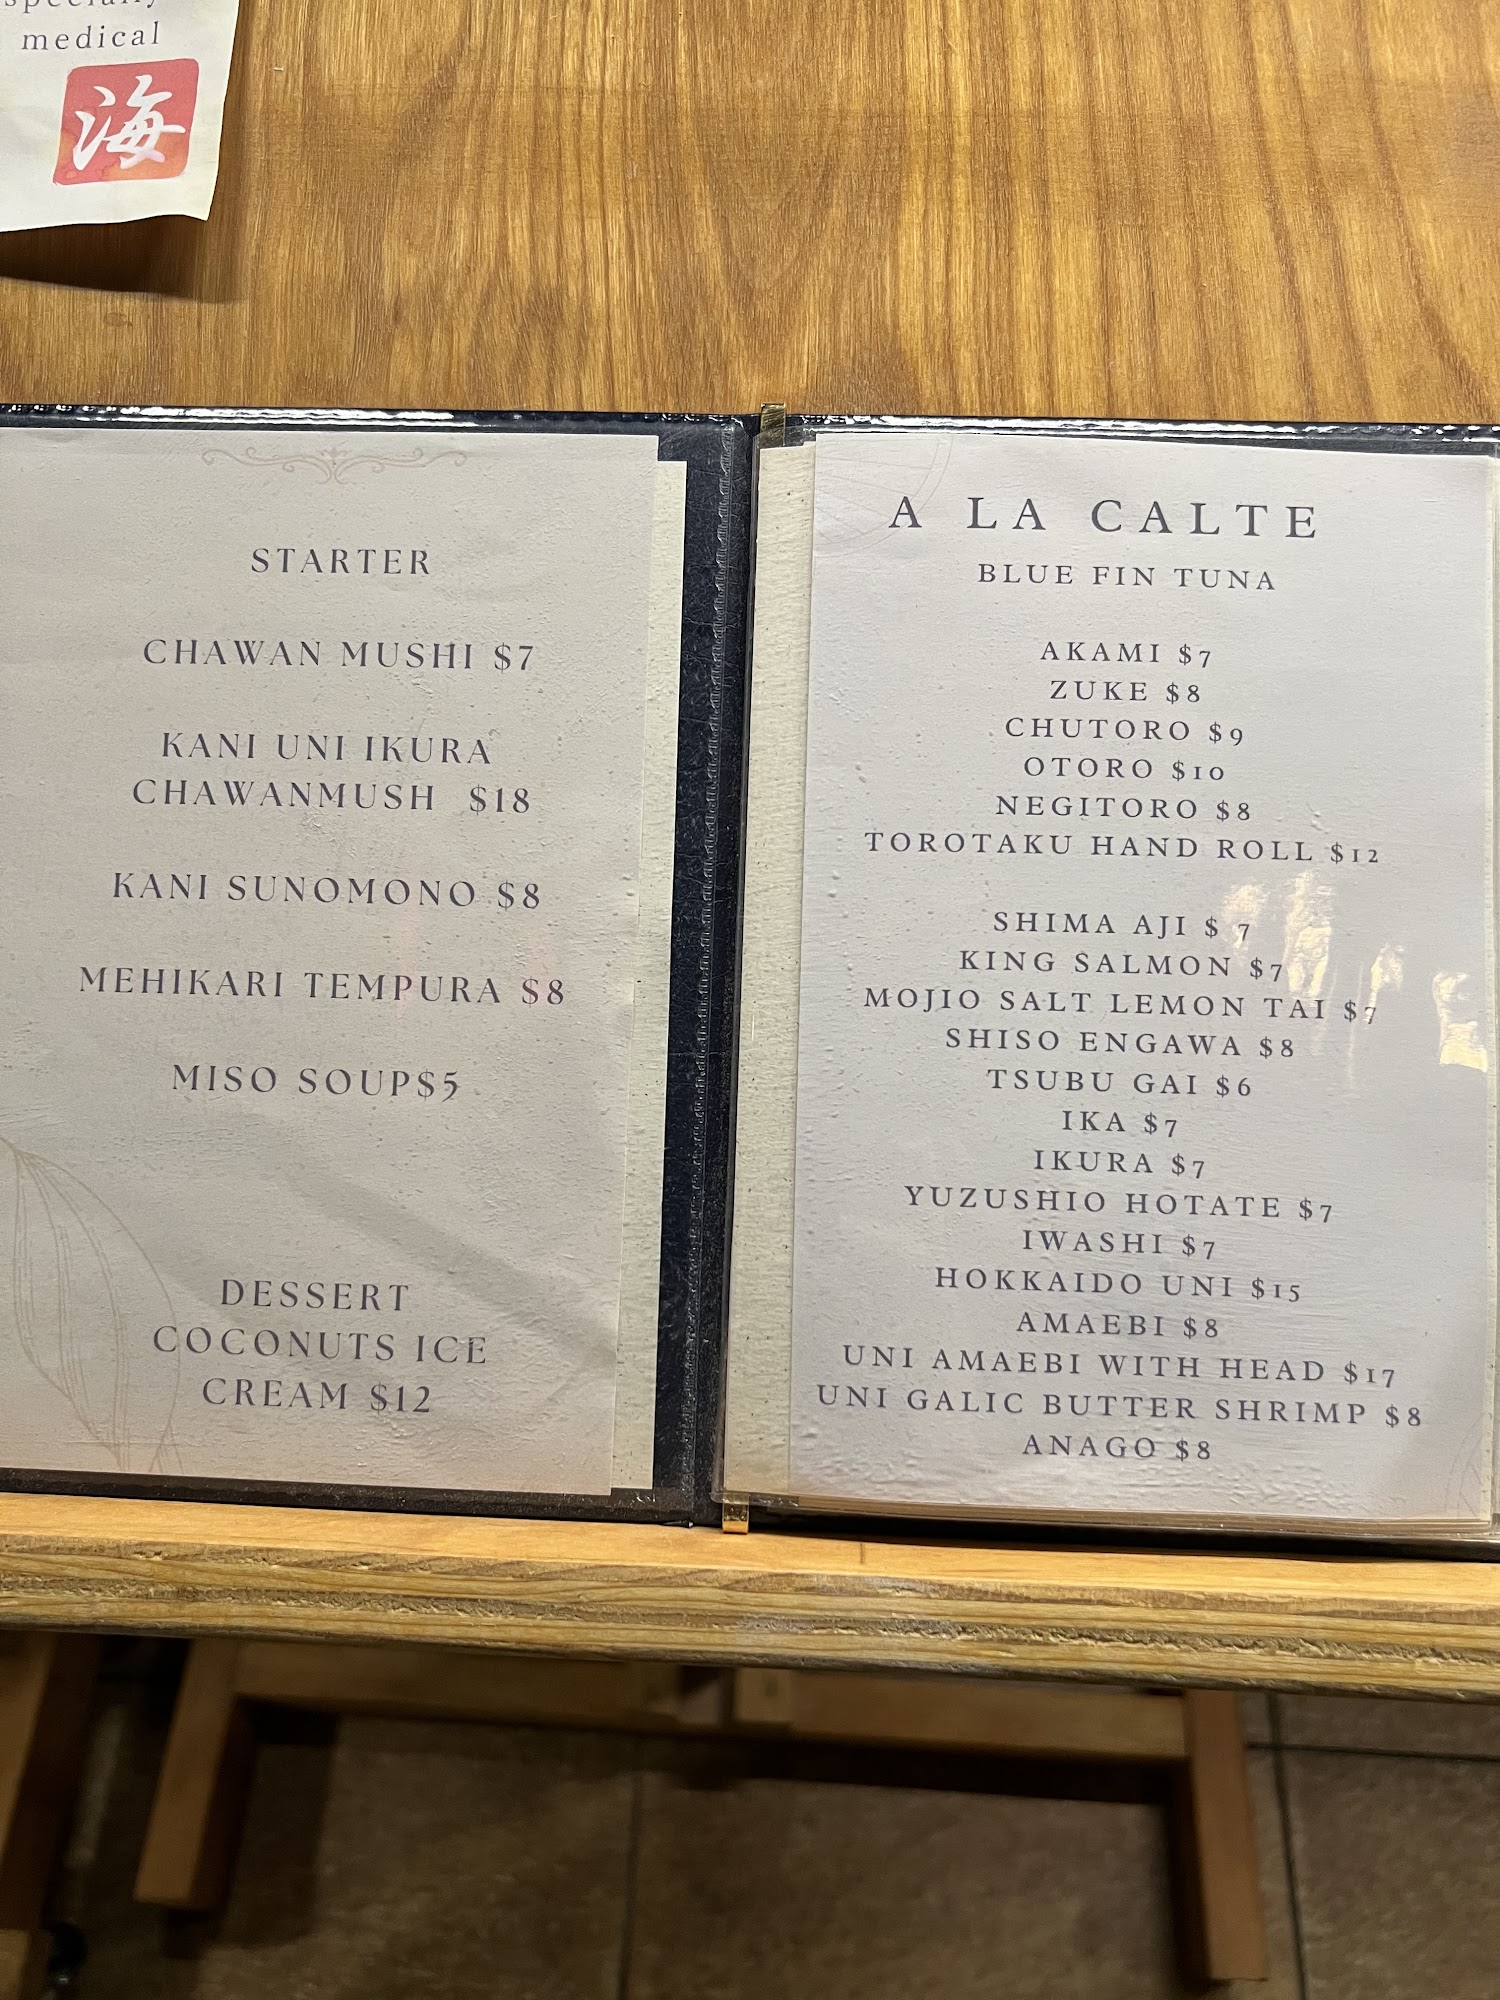 medical
海
STARTER
CHAWAN MUSHI $7
KANI UNI IKURA
CHAWANMUSH $18
KANI SUNOMONO $8
MEHIKARI TEMPURA $8
MISO SOUP$5
DESSERT
COCONUTS ICE
CREAM $12
A LA CALTE
BLUE FIN TUNA
AKAMI $7
ZUKE $8
CHUTORO $9
OTORO $10
NEGITORO $8
TOROTAKU HAND ROLL $12
SHIMA AJI $ 7
KING SALMON $7
MOJIO SALT LEMON TAI $7
SHISO ENGAWA $8
TSUBU GAI $6
IKA $7
IKURA $7
YUZUSHIO HOTATE $7
IWASHI $7
HOKKAIDO UNI $15
AMAEBI $8
UNI AMAEBI WITH HEAD $17
UNI GALIC BUTTER SHRIMP $8
ANAGO $8